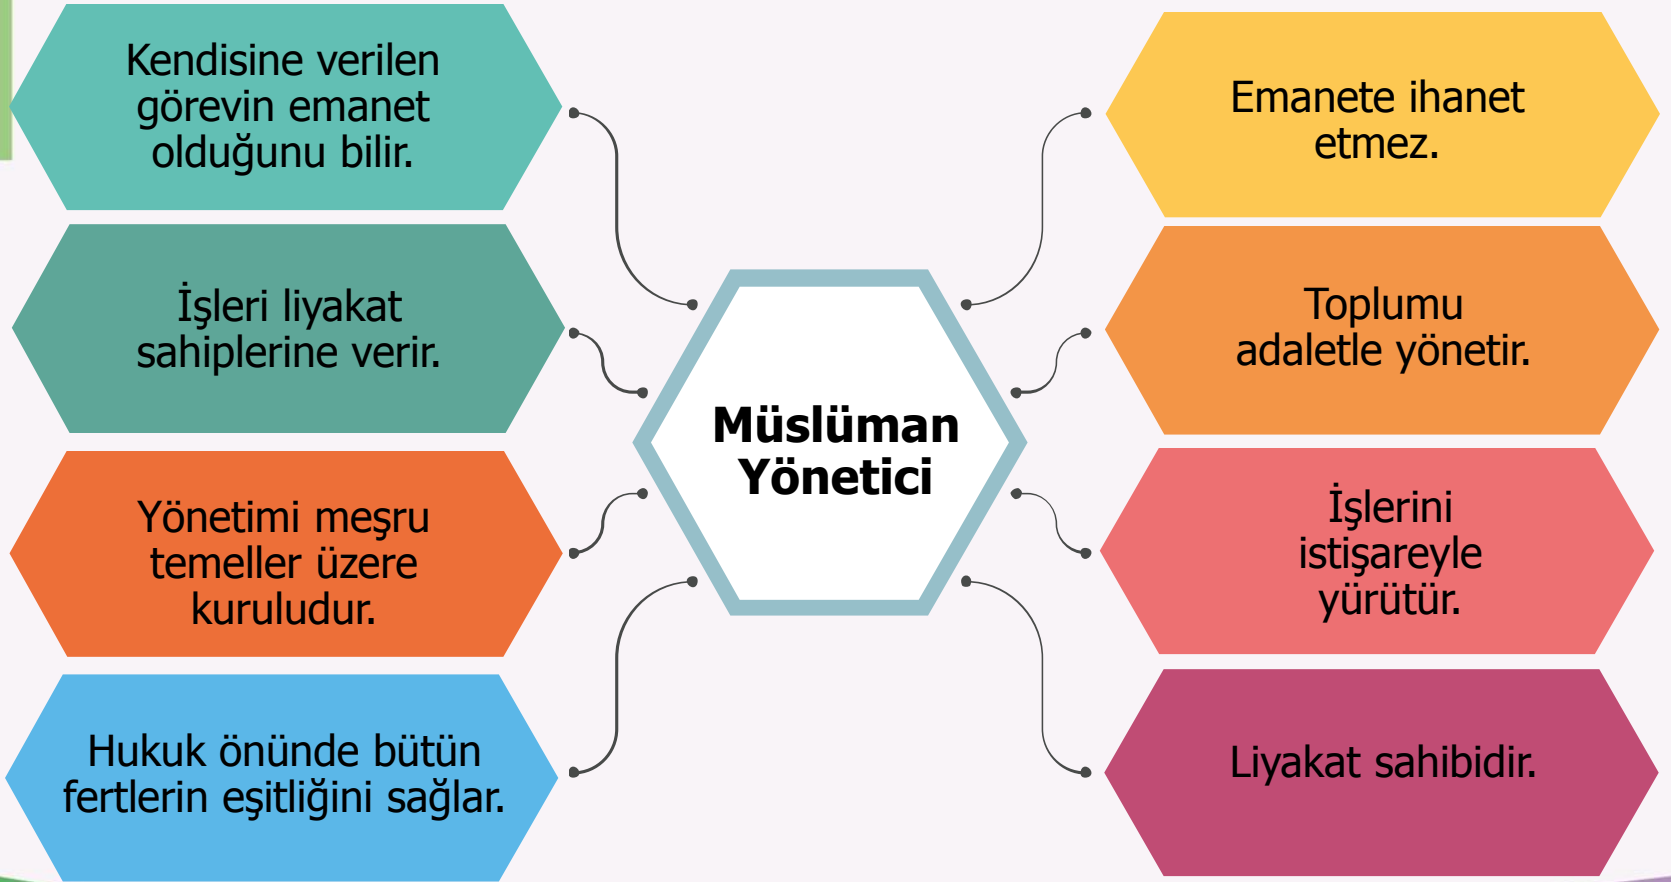 Kendisine verilen
görevin emanet
olduğunu bilir.
İşleri liyakat
sahiplerine verir.
Yönetimi meşru
temeller üzere
kuruludur.
Hukuk önünde bütün
fertlerin eşitliğini sağlar.
Müslüman
Yönetici
Emanete ihanet
etmez.
Toplumu
adaletle yönetir.
İşlerini
istişareyle
yürütür.
Liyakat sahibidir.